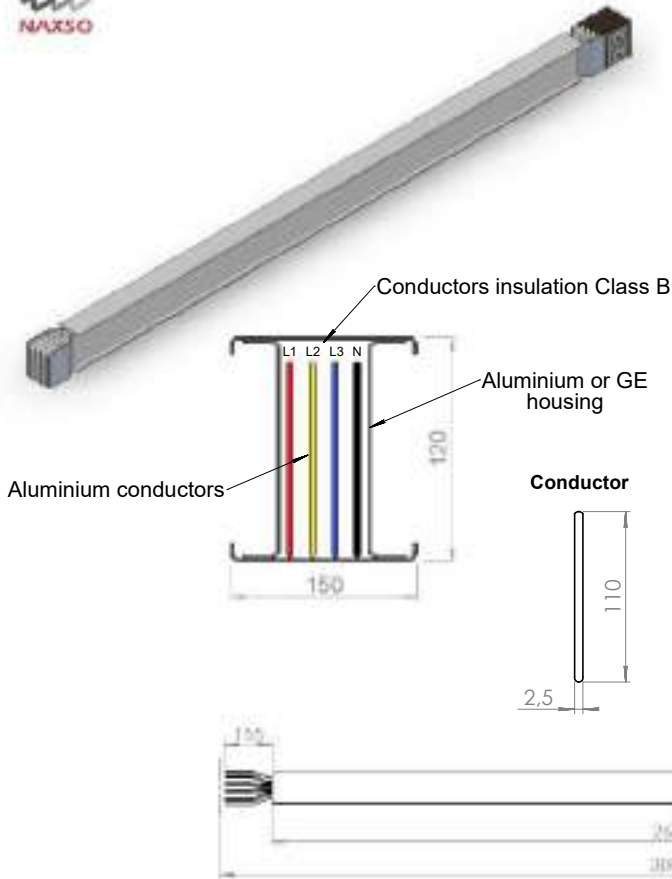 NAXSO
Conductors insulation Class B
L1 L2 L3 N
Aluminium or GE
housing
120
Aluminium conductors
Conductor
150
110
2,5